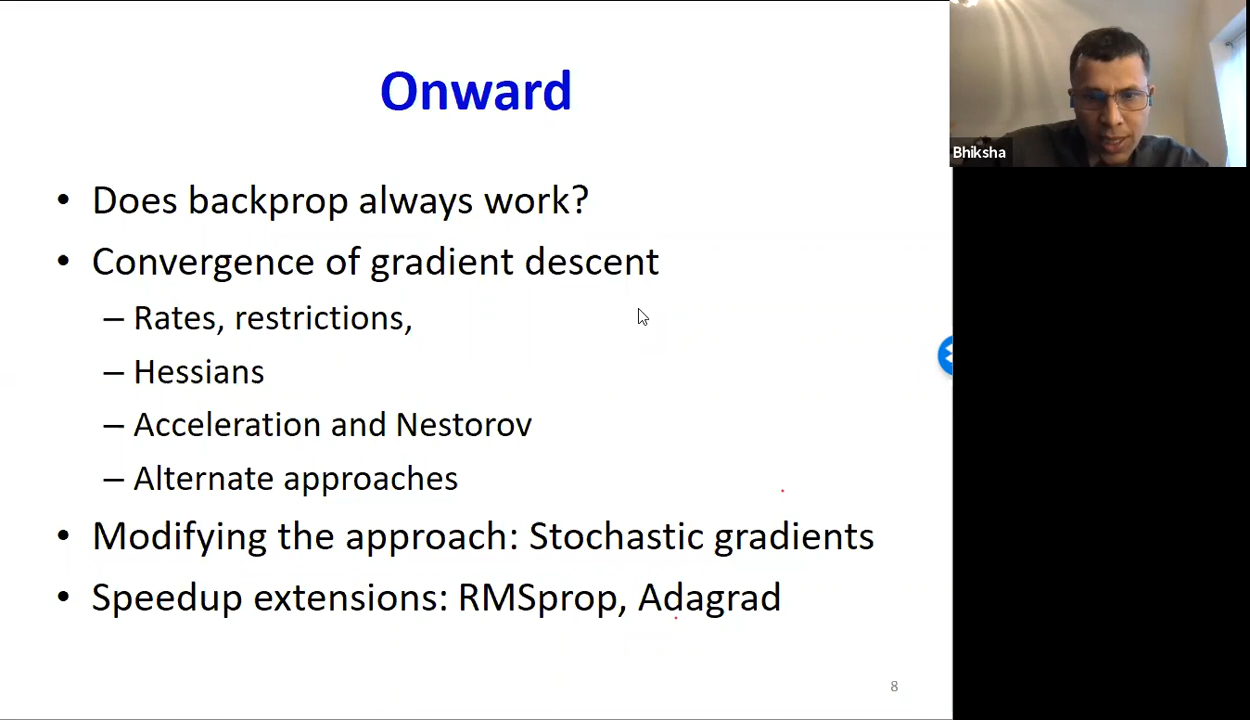 Onward
• Does backprop always work?
• Convergence of gradient descent
– Rates, restrictions,
– Hessians
– Acceleration and Nestorov
– Alternate approaches
• Modifying the approach: Stochastic gradients
• Speedup extensions: RMSprop, Adagrad
8
Bhiksha